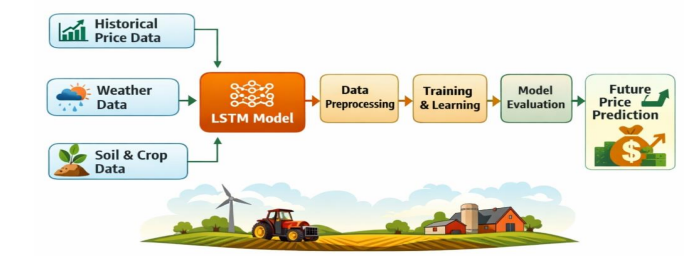 Historical
Price Data
Weather
Data
Soil & Crop
Data
LSTM Model
Data
Preprocessing
Training
& Learning
Model
Evaluation
Future
Price
Prediction
$